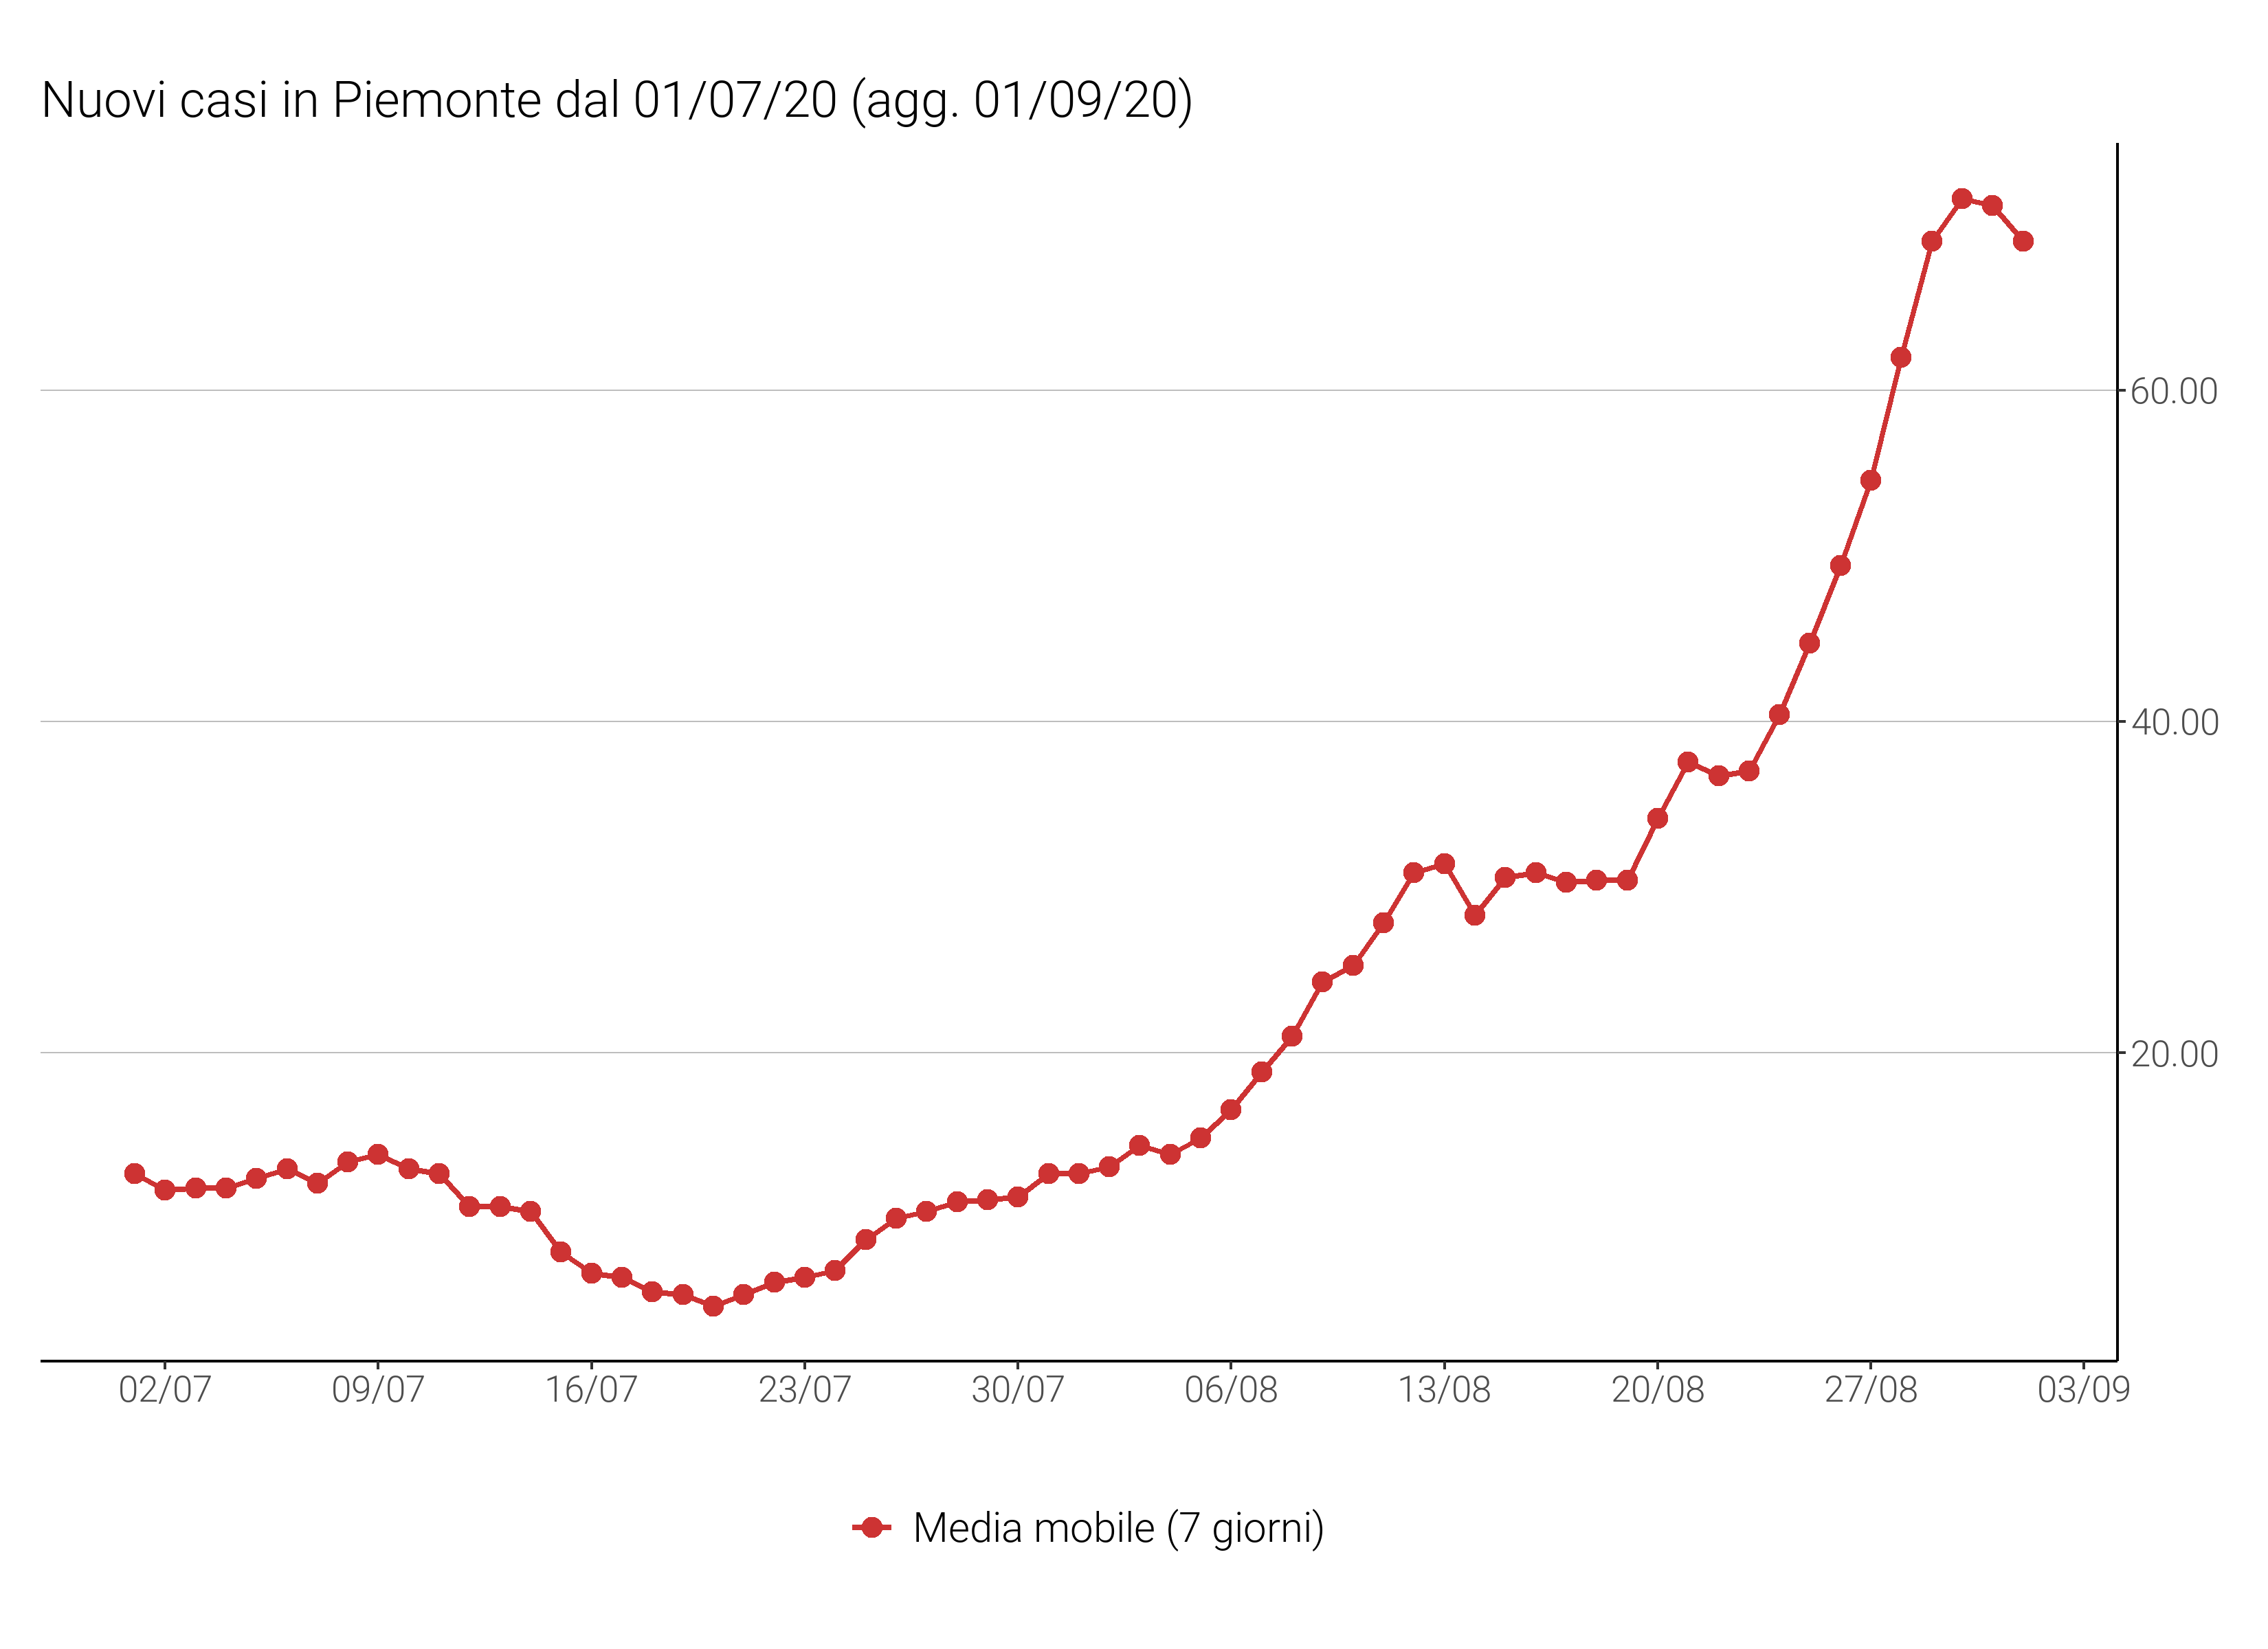 Nuovi casi in Piemonte dal 01/07/20 (agg. 01/09/20)
60.00
40.00
20.00
02/07 09/07 16/07 23/07 30/07 06/08 13/08 20/08 27/08 03/09
Media mobile (7 giorni)